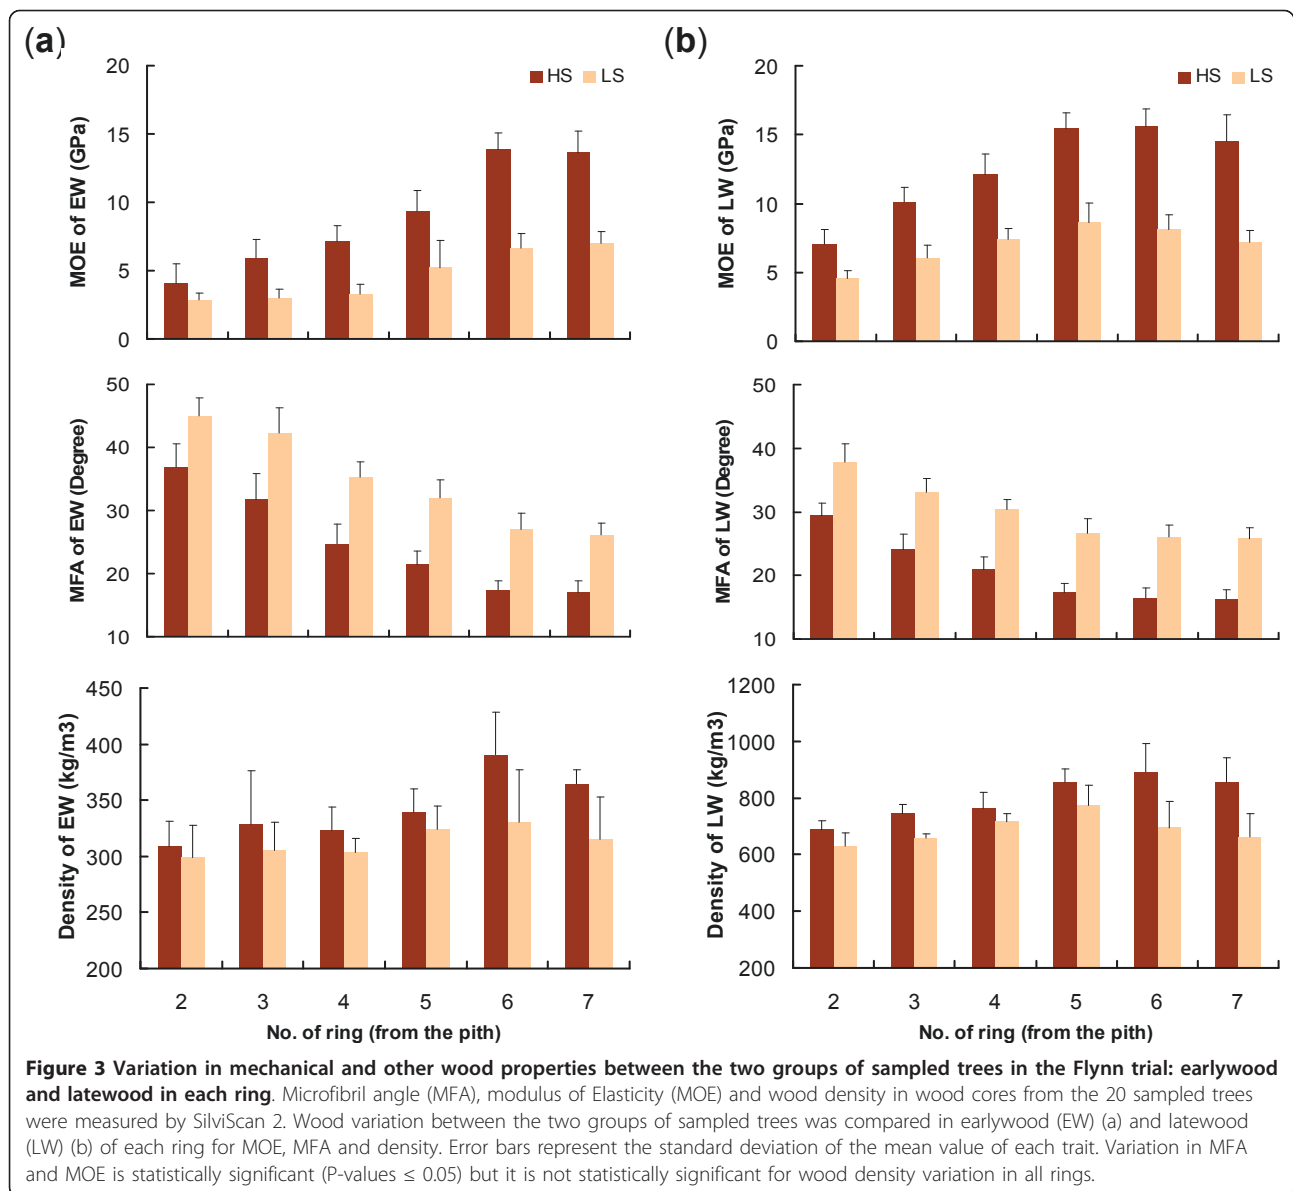 (a)
HS LS
MOE of EW (GPa)
20
15
10
5
0
MFA of EW (Degree)
50
40
30
20
10
Density of EW (kg/m3)
450
400
350
300
250
200
2 3 4 5 6 7
No. of ring (from the pith)
(b)
HS LS
MOE of LW (GPa)
20
15
10
5
0
MFA of LW (Degree)
50
40
30
20
10
Density of LW (kg/m3)
1200
1000
800
600
400
200
2 3 4 5 6 7
No. of ring (from the pith)
Figure 3 Variation in mechanical and other wood properties between the two groups of sampled trees in the Flynn trial: earlywood
and latewood in each ring. Microfibril angle (MFA), modulus of Elasticity (MOE) and wood density in wood cores from the 20 sampled trees
were measured by SilviScan 2. Wood variation between the two groups of sampled trees was compared in earlywood (EW) (a) and latewood
(LW) (b) of each ring for MOE, MFA and density. Error bars represent the standard deviation of the mean value of each trait. Variation in MFA
and MOE is statistically significant (P-values ≤ 0.05) but it is not statistically significant for wood density variation in all rings.